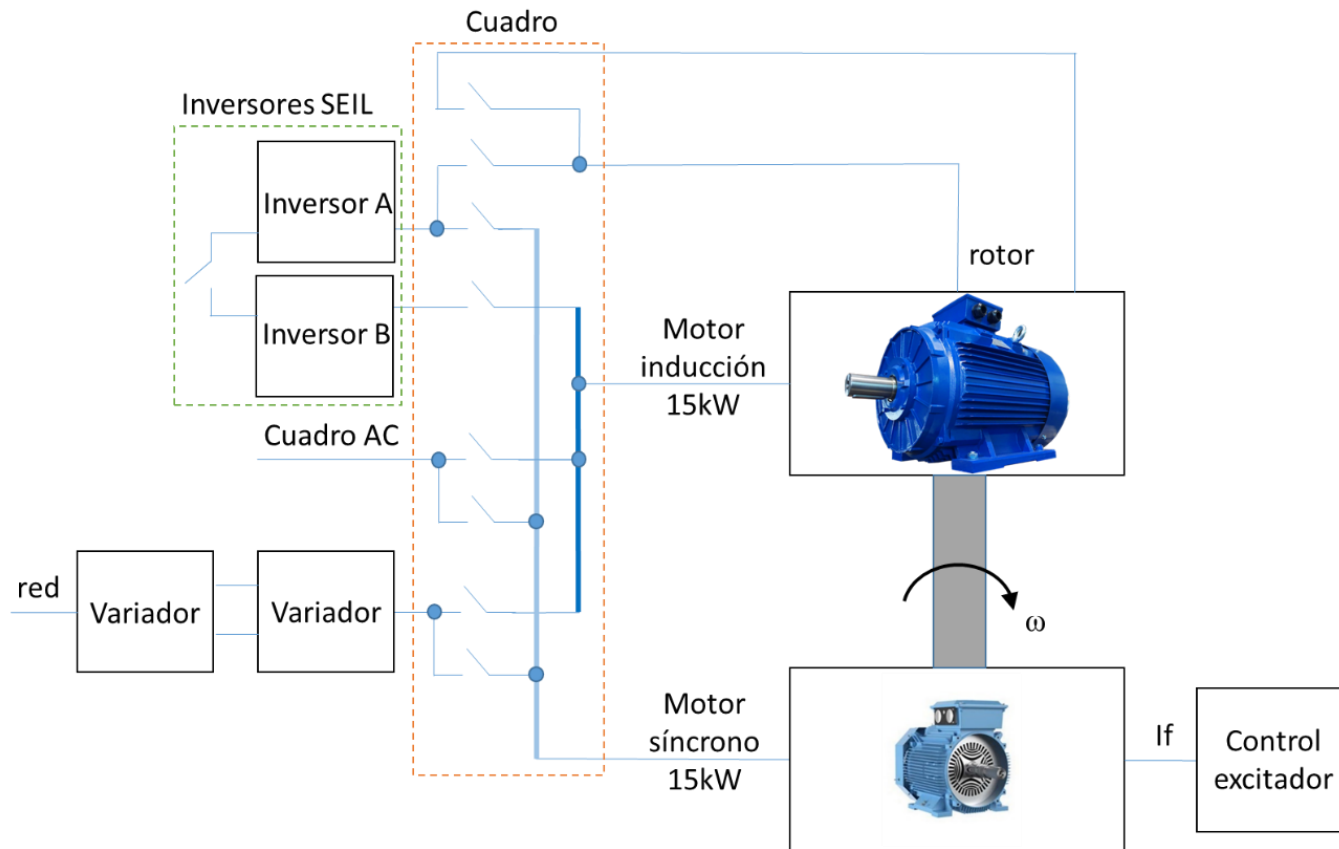 Cuadro
Inversores SEIL
Inversor A
Inversor B
rotor
Motor
inducción
15kW
Cuadro AC
red
Variador
Variador
ω
Motor
síncrono
15kW
If
Control
excitador